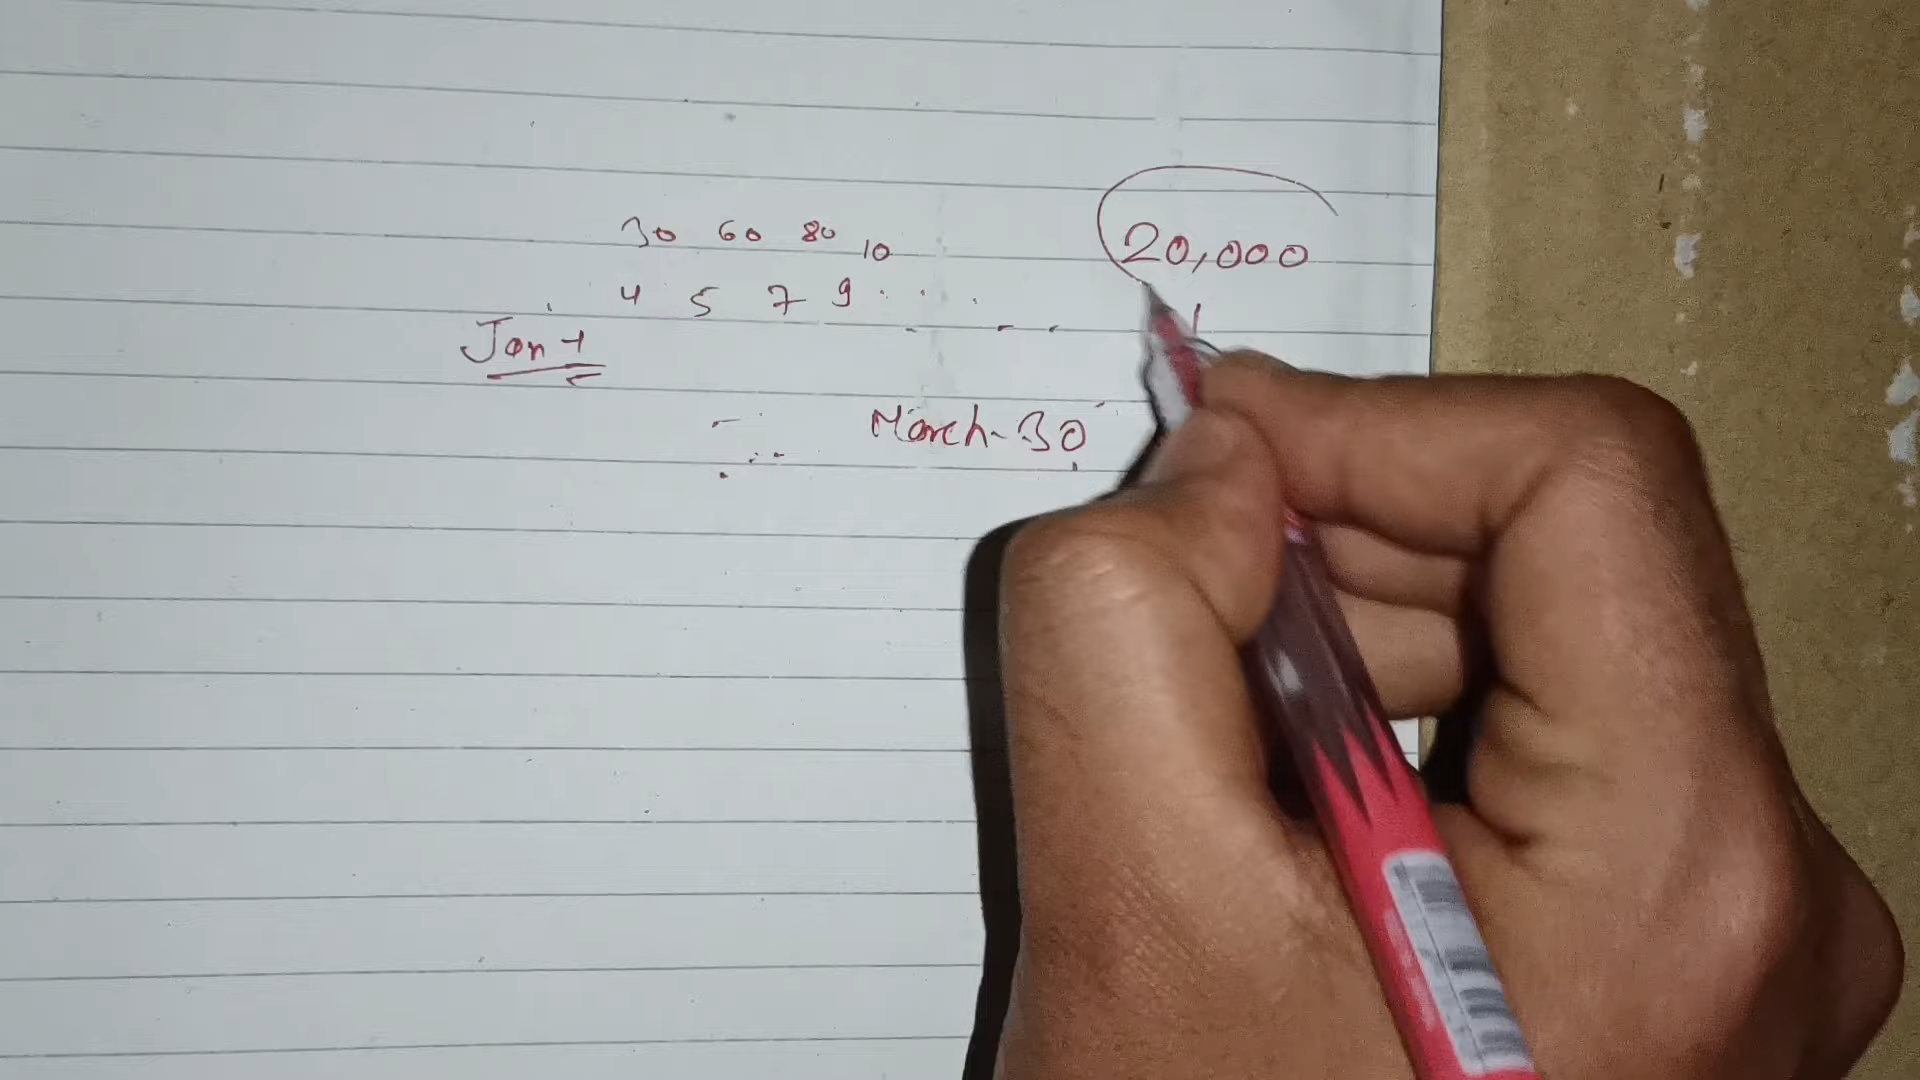 30 60 80 10 20,000
4 5 7 9 . . .
Jan 1
March-30